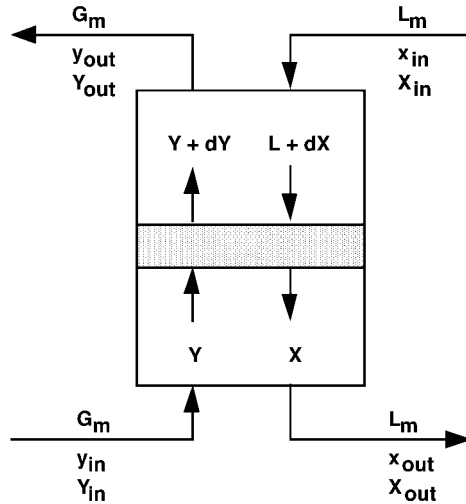 Gm
Lm
yout
xin
Yout
Xin
Y + dY
L + dX
Y
X
Gm
Lm
yin
xout
Yin
Xout